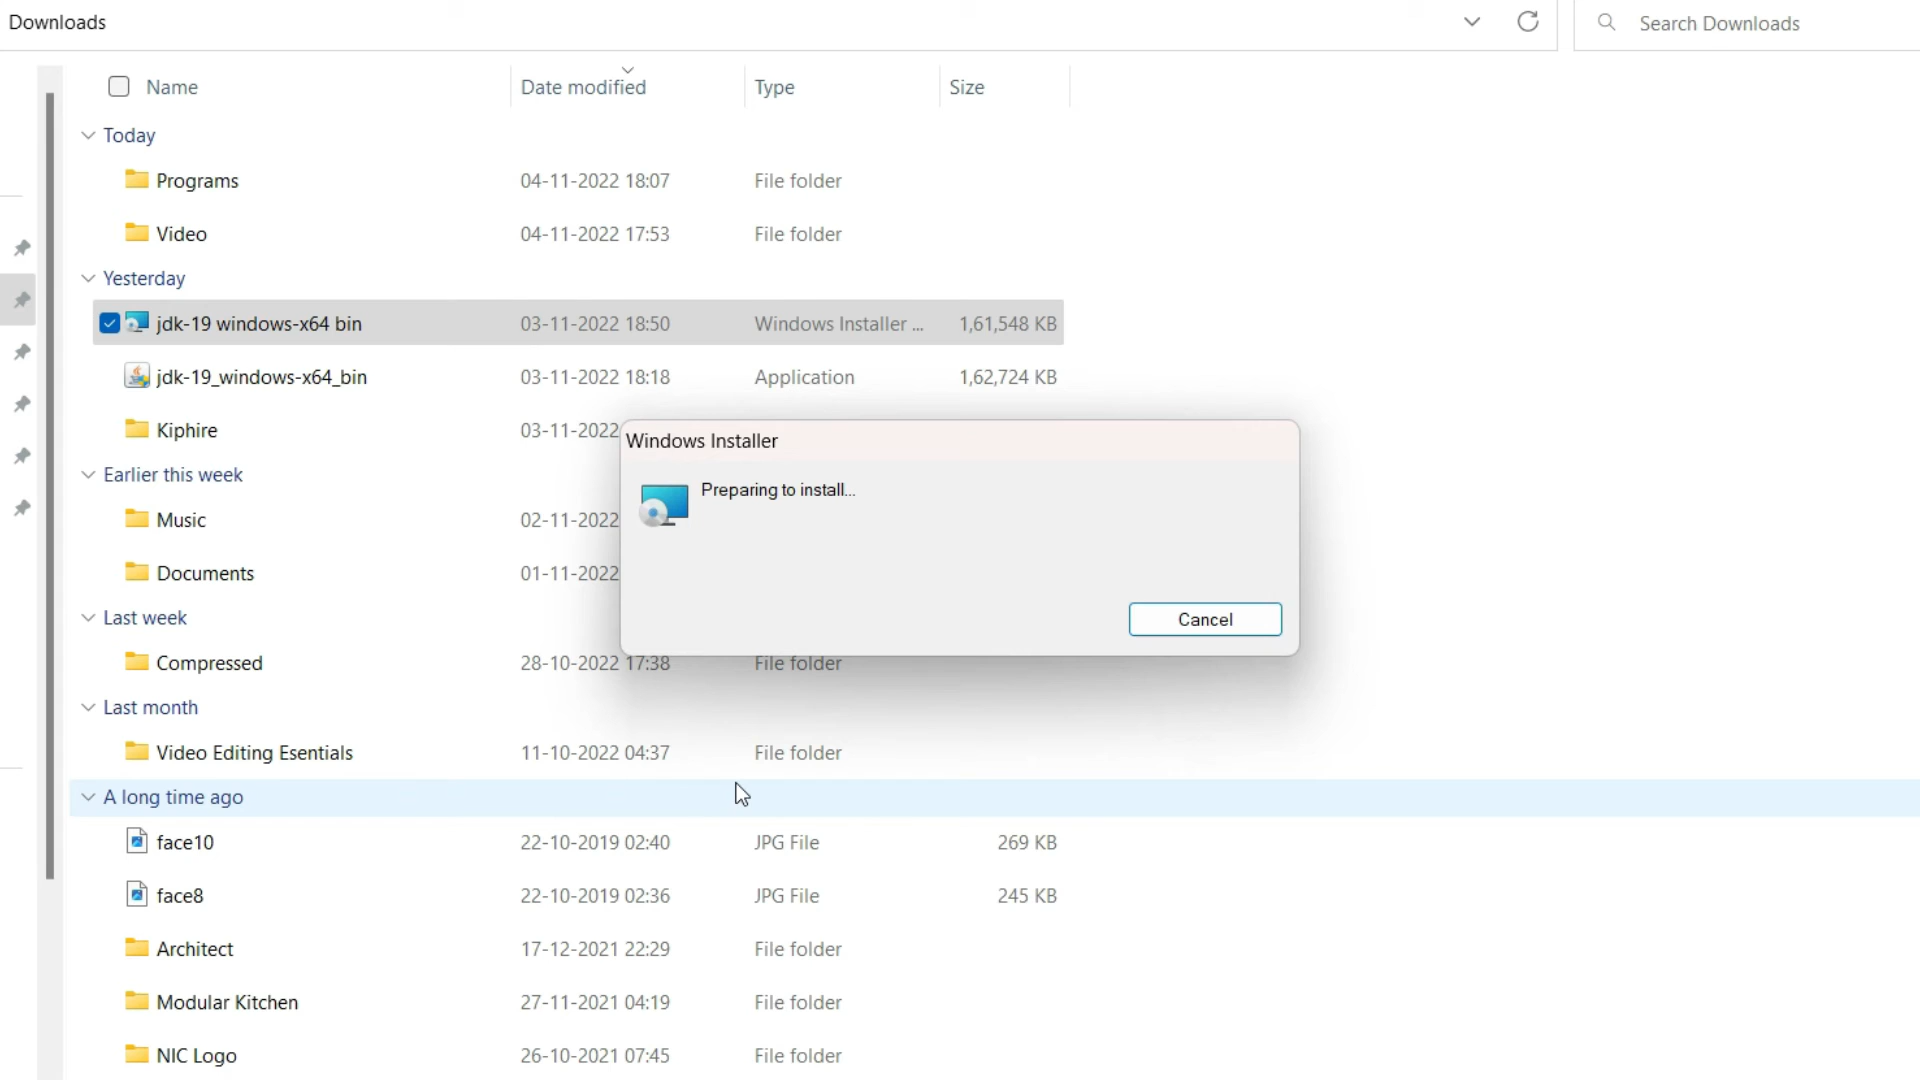 Downloads
Search Downloads
Name Date modified Type Size
Today
Programs 04-11-2022 18:07 File folder
Video 04-11-2022 17:53 File folder
Yesterday
jdk-19 windows-x64 bin 03-11-2022 18:50 Windows Installer ... 1,61,548 KB
jdk-19_windows-x64_bin 03-11-2022 18:18 Application 1,62,724 KB
Kiphire 03-11-2022
Windows Installer
Preparing to install...
Cancel
Earlier this week
Music 02-11-2022
Documents 01-11-2022
Last week
Compressed 28-10-2022 17:38 File folder
Last month
Video Editing Esentials 11-10-2022 04:37 File folder
A long time ago
face10 22-10-2019 02:40 JPG File 269 KB
face8 22-10-2019 02:36 JPG File 245 KB
Architect 17-12-2021 22:29 File folder
Modular Kitchen 27-11-2021 04:19 File folder
NIC Logo 26-10-2021 07:45 File folder